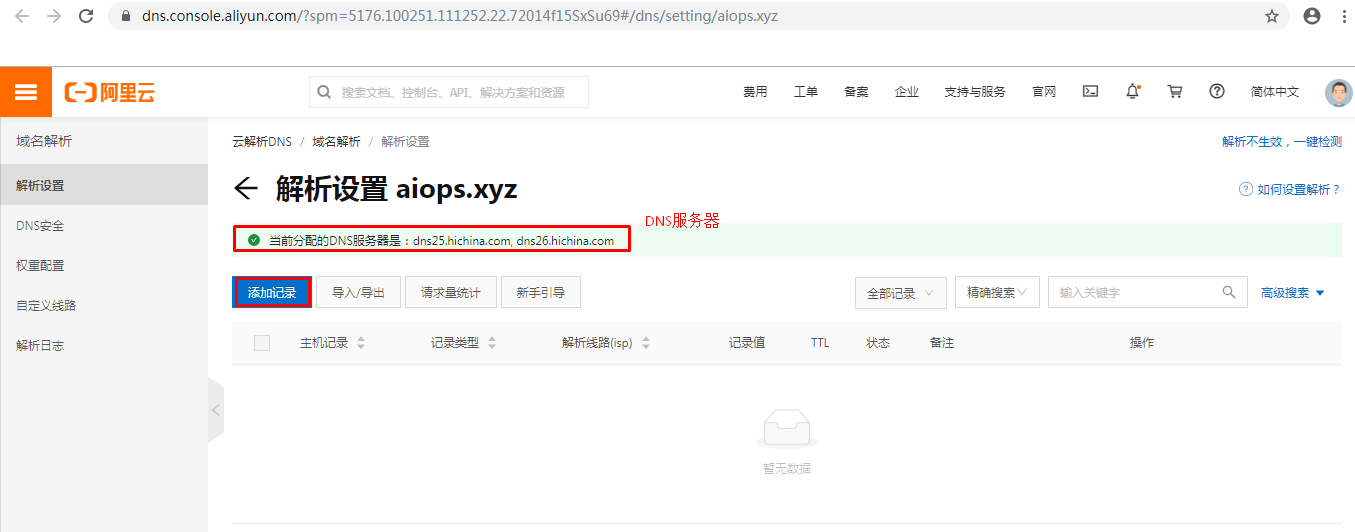 dns.console.aliyun.com/?spm=5176.100251.111252.22.72014f15SxSu69#/dns/setting/aiops.xyz
阿里云 搜索文档、控制台、API、解决方案和资源 费用 工单 备案 企业 支持与服务 官网 简体中文
域名解析
解析设置
DNS安全
权重配置
自定义线路
解析日志
云解析DNS / 域名解析 / 解析设置 解析不生效，一键检测
解析设置 aiops.xyz 如何设置解析？
DNS服务器
当前分配的DNS服务器是：dns25.hichina.com, dns26.hichina.com
添加记录 导入/导出 请求量统计 新手引导 全部记录 精确搜索 输入关键字 高级搜索
主机记录 记录类型 解析线路(isp) 记录值 TTL 状态 备注 操作
暂无数据